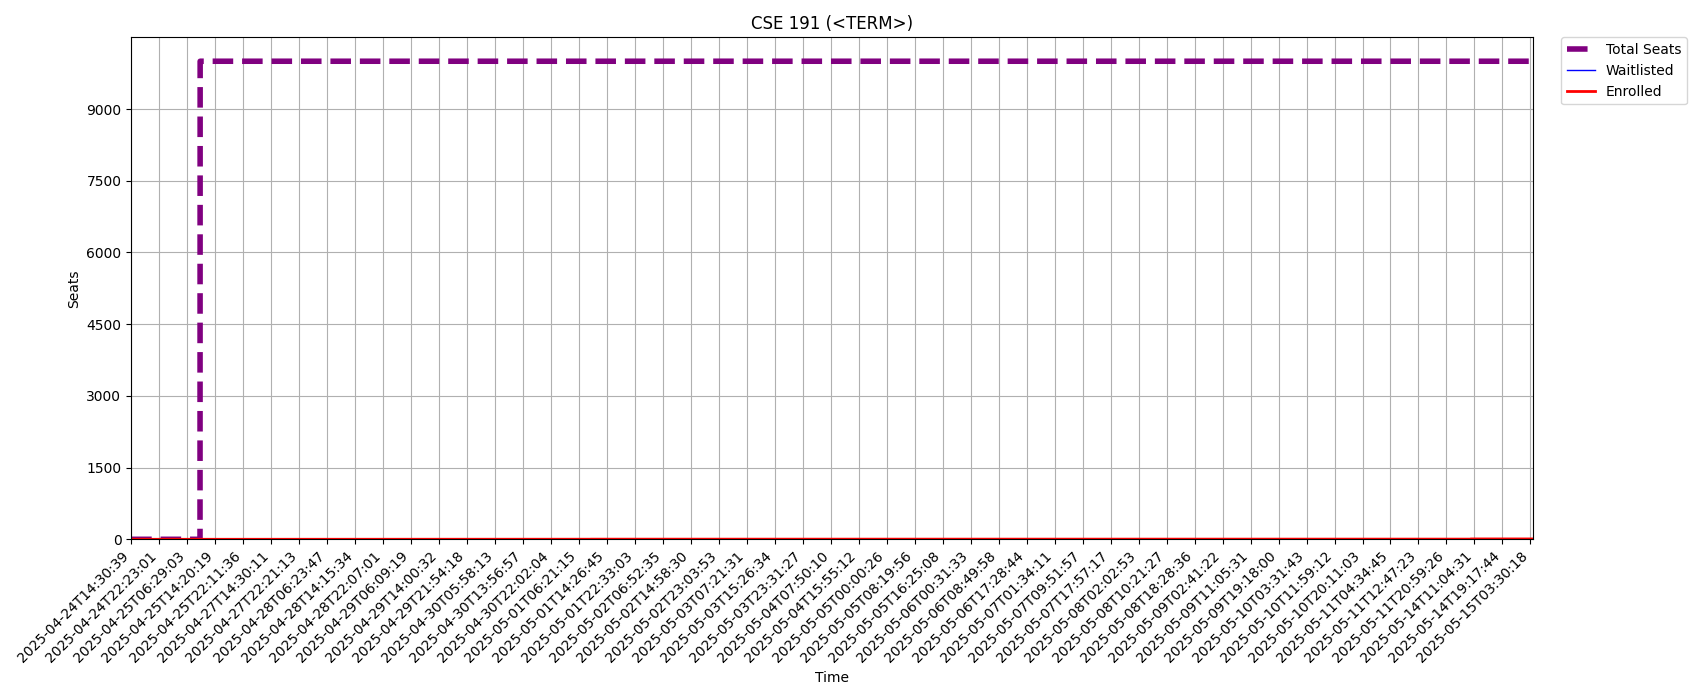 CSE 191 (<TERM>)
Total Seats
Waitlisted
Enrolled
Seats
9000
7500
6000
4500
3000
1500
0
2025-04-24T14:30:39
2025-04-24T22:23:01
2025-04-25T06:29:03
2025-04-25T14:20:19
2025-04-25T22:11:36
2025-04-27T14:30:11
2025-04-27T22:21:13
2025-04-28T06:23:47
2025-04-28T14:15:34
2025-04-28T22:07:01
2025-04-29T06:09:19
2025-04-29T14:00:32
2025-04-29T21:54:18
2025-04-30T05:58:13
2025-04-30T13:56:57
2025-04-30T22:02:04
2025-05-01T06:21:15
2025-05-01T14:26:45
2025-05-01T22:33:03
2025-05-02T06:52:35
2025-05-02T14:58:30
2025-05-02T23:03:53
2025-05-03T07:21:31
2025-05-03T15:26:34
2025-05-03T23:31:27
2025-05-04T07:50:10
2025-05-04T15:55:12
2025-05-05T00:00:26
2025-05-05T08:19:56
2025-05-05T16:25:08
2025-05-06T00:31:33
2025-05-06T08:49:58
2025-05-06T17:28:44
2025-05-07T01:34:11
2025-05-07T09:51:57
2025-05-07T17:57:17
2025-05-08T02:02:53
2025-05-08T10:21:27
2025-05-08T18:28:36
2025-05-09T02:41:22
2025-05-09T11:05:31
2025-05-09T19:18:00
2025-05-10T03:31:43
2025-05-10T11:59:12
2025-05-10T20:11:03
2025-05-11T04:34:45
2025-05-11T12:47:23
2025-05-11T20:59:26
2025-05-14T11:04:31
2025-05-14T19:17:44
2025-05-15T03:30:18
Time